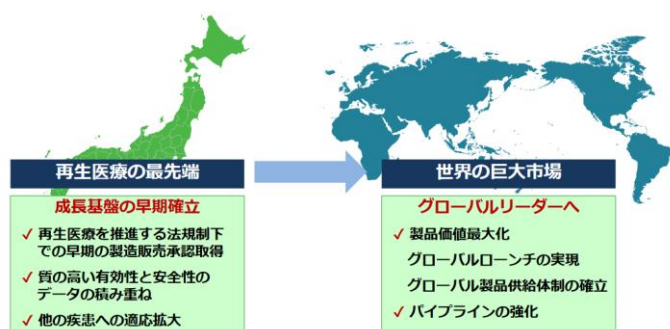 再生医療の最先端
成長基盤の早期確立
✓ 再生医療を推進する法規制下
での早期の製造販売承認取得
✓ 質の高い有効性と安全性の
データの積み重ね
✓ 他の疾患への適応拡大
世界の巨大市場
グローバルリーダーへ
✓ 製品価値最大化
グローバルローンチの実現
グローバル製品供給体制の確立
✓ パイプラインの強化